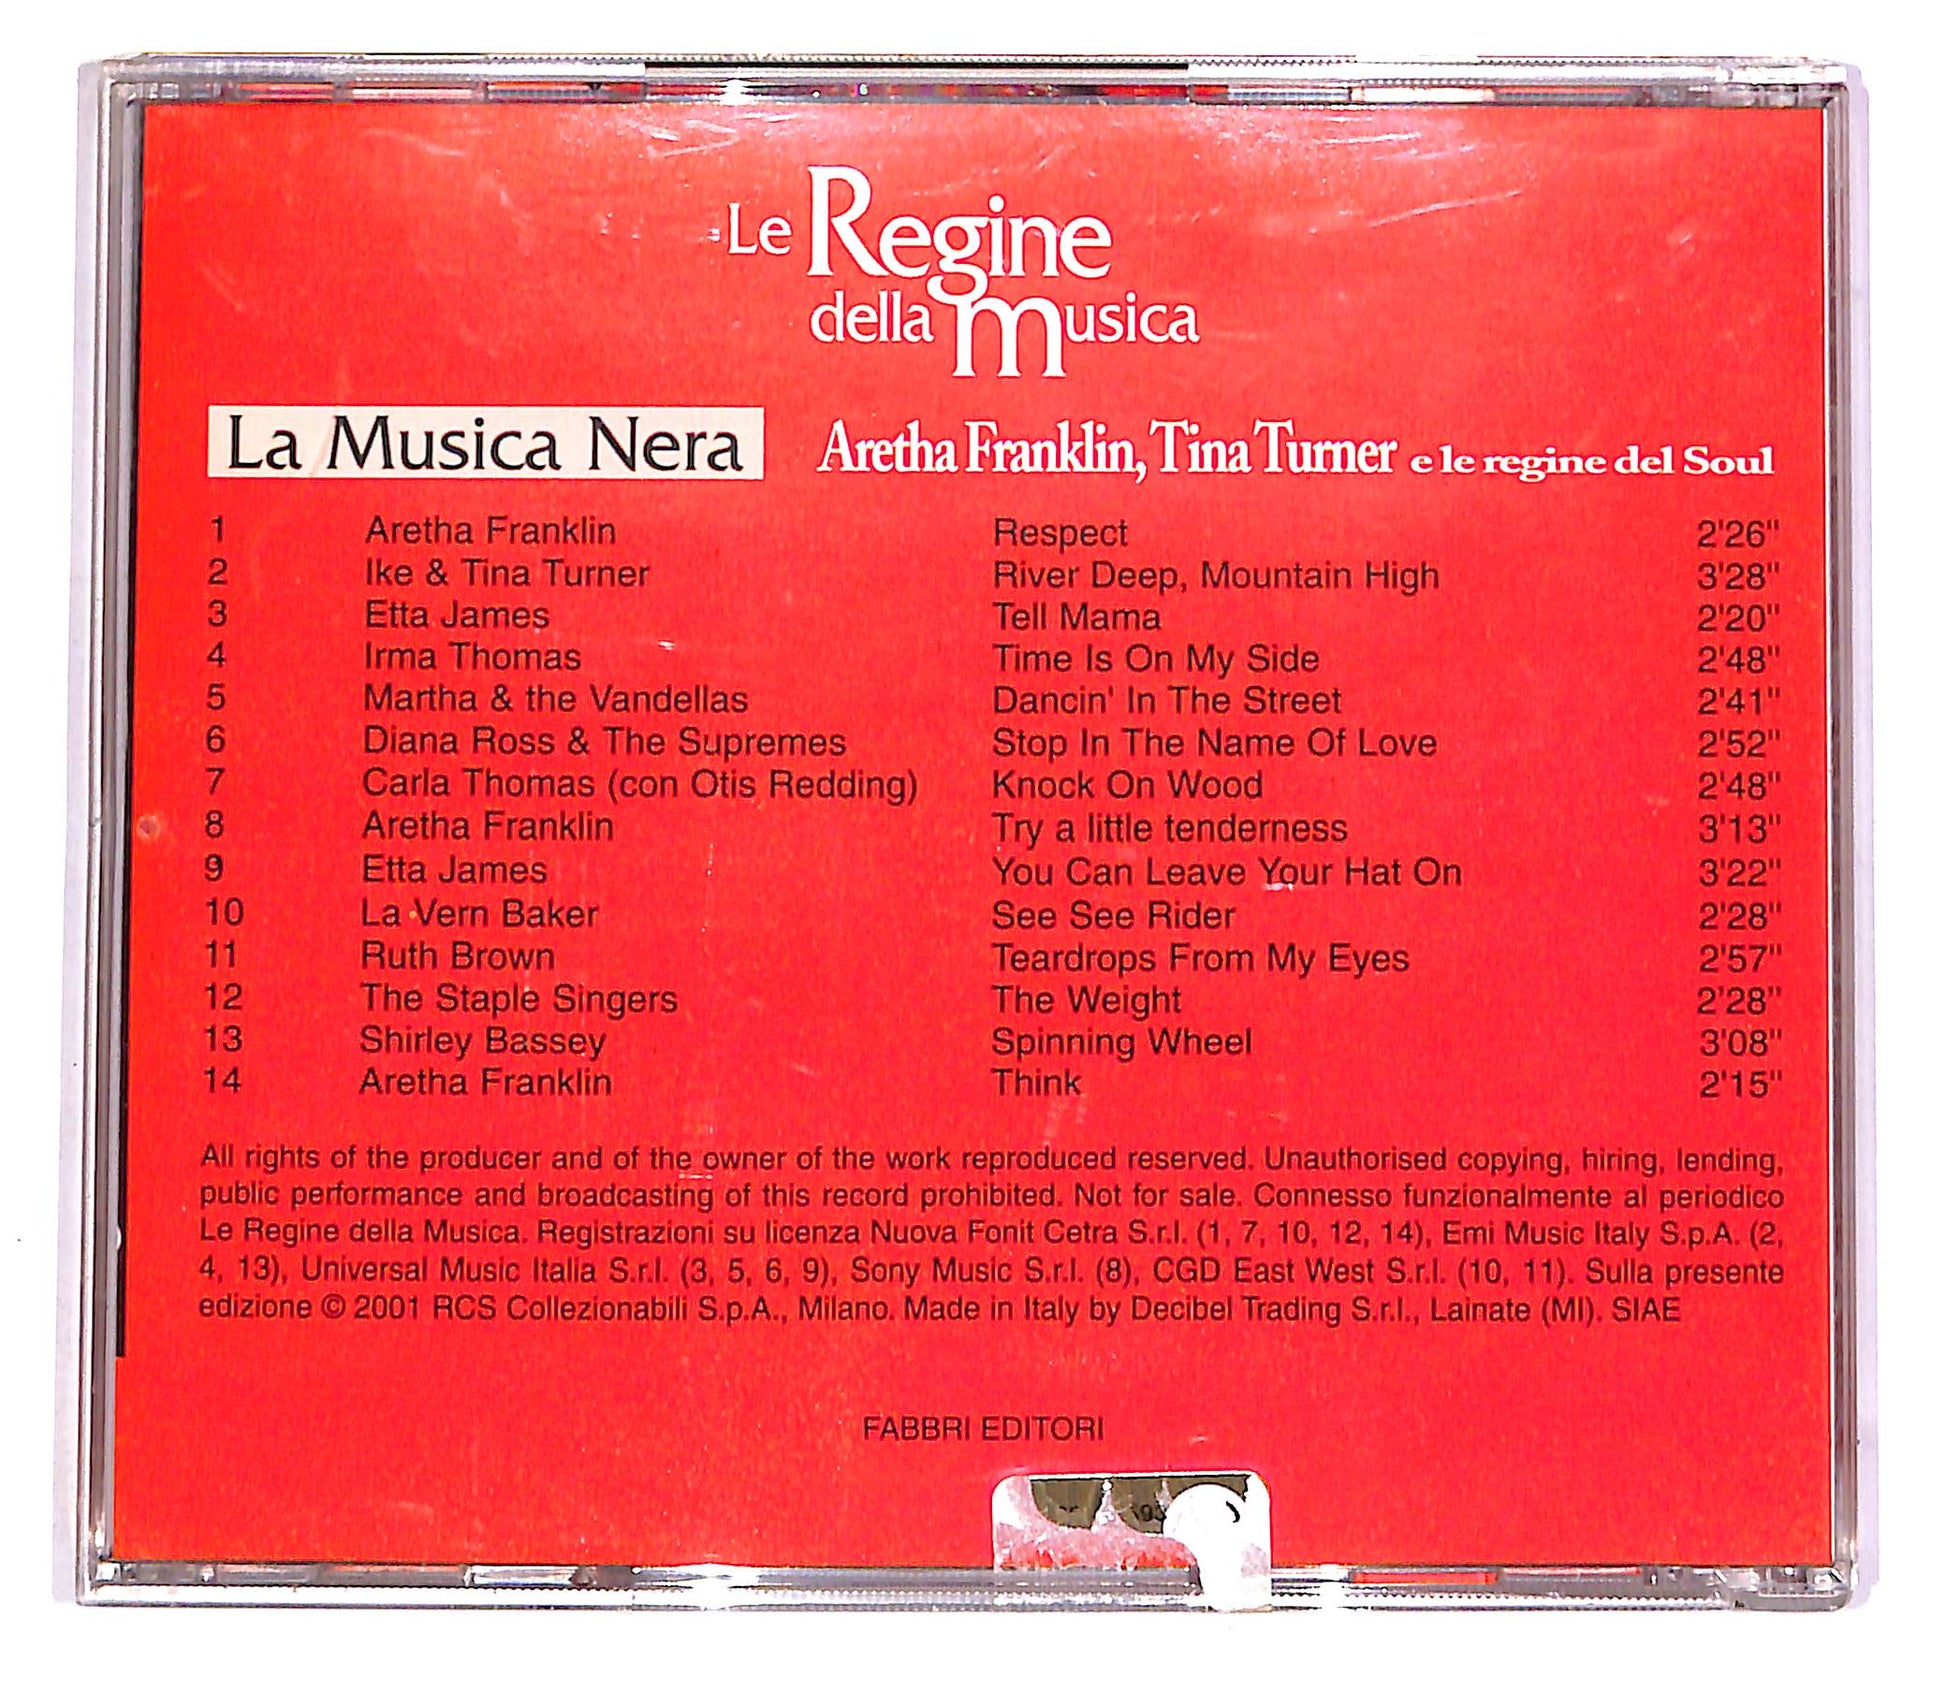 Le Regine
della musica
La Musica Nera Aretha Franklin, Tina Turner e le regine del Soul
1 Aretha Franklin Respect 2'26"
2 Ike & Tina Turner River Deep, Mountain High 3'28"
3 Etta James Tell Mama 2'20"
4 Irma Thomas Time Is On My Side 2'48"
5 Martha & the Vandellas Dancin' In The Street 2'41"
6 Diana Ross & The Supremes Stop In The Name Of Love 2'52"
7 Carla Thomas (con Otis Redding) Knock On Wood 2'48"
8 Aretha Franklin Try a little tenderness 3'13"
9 Etta James You Can Leave Your Hat On 3'22"
10 La Vern Baker See See Rider 2'28"
11 Ruth Brown Teardrops From My Eyes 2'57"
12 The Staple Singers The Weight 2'28"
13 Shirley Bassey Spinning Wheel 3'08"
14 Aretha Franklin Think 2'15"
All rights of the producer and of the owner of the work reproduced reserved. Unauthorised copying, hiring, lending,
public performance and broadcasting of this record prohibited. Not for sale. Connesso funzionalmente al periodico
Le Regine della Musica. Registrazioni su licenza Nuova Fonit Cetra S.r.l. (1, 7, 10, 12, 14), Emi Music Italy S.p.A. (2,
4, 13), Universal Music Italia S.r.l. (3, 5, 6, 9), Sony Music S.r.l. (8), CGD East West S.r.l. (10, 11). Sulla presente
edizione © 2001 RCS Collezionabili S.p.A., Milano. Made in Italy by Decibel Trading S.r.l., Lainate (MI). SIAE
FABBRI EDITORI